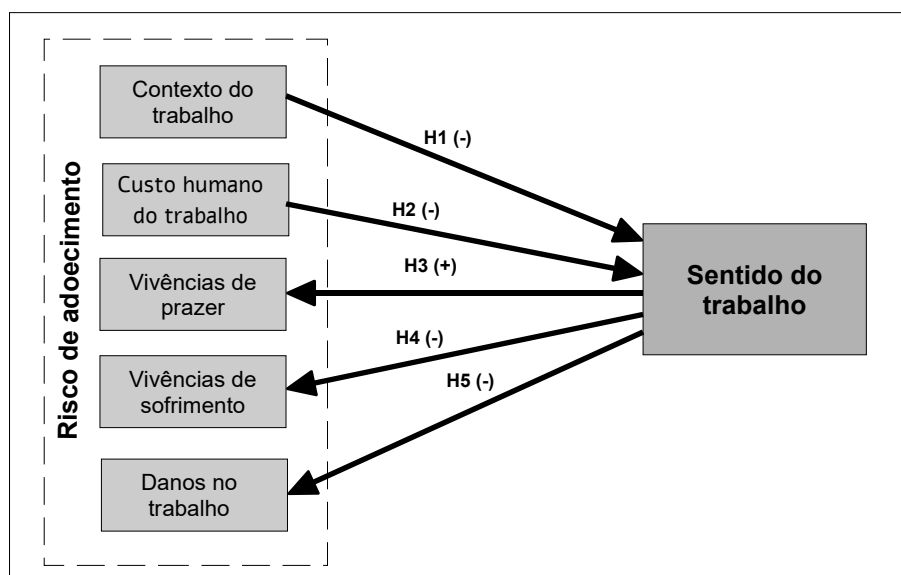 Risco de adoecimento
Contexto do
trabalho
Custo humano
do trabalho
Vivências de
prazer
Vivências de
sofrimento
Danos no
trabalho
H1 (-)
H2 (-)
H3 (+)
H4 (-)
H5 (-)
Sentido do
trabalho